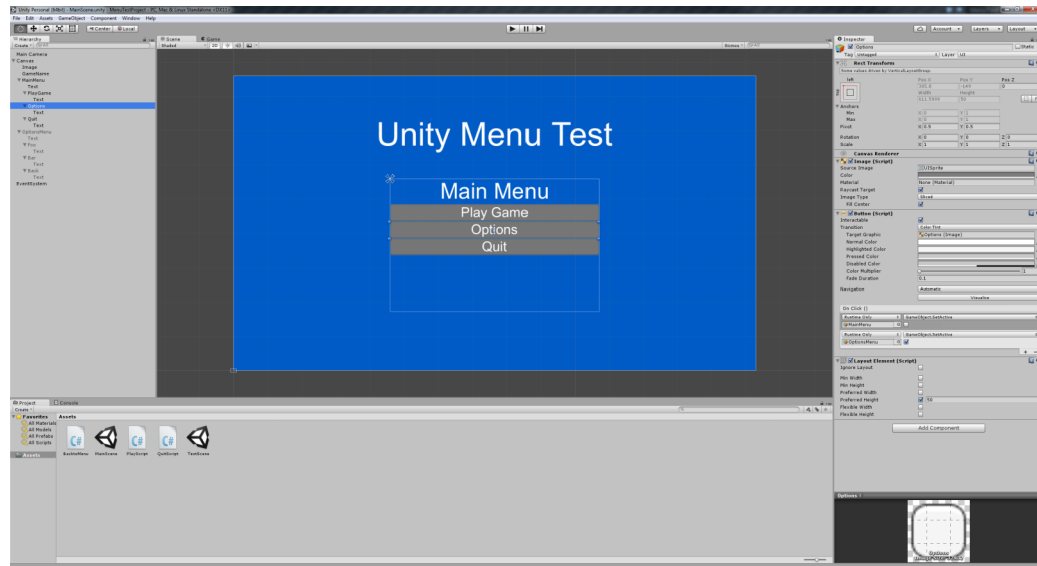 Unity Personal (64bit) - MainScene.unity - MenuTestProject - PC, Mac & Linux Standalone <DX11>
File Edit Assets GameObject Component Window Help
Center Local
Account Layers Layout
Hierarchy
Create
Main Camera
Canvas
Image
GameName
MainMenu
Text
PlayGame
Text
Options
Text
Quit
Text
OptionsMenu
Text
Foo
Text
Bar
Text
Back
Text
EventSystem
Scene Game
Shaded 2D Gizmos
Unity Menu Test
Main Menu
Play Game
Options
Quit
Inspector
Options Static
Tag Untagged Layer UI
Rect Transform
Some values driven by VerticalLayoutGroup.
left Pos X Pos Y Pos Z
Width Height
Anchors
Min X 0 Y 1
Max X 0 Y 1
Pivot X 0.5 Y 0.5
Rotation X 0 Y 0 Z 0
Scale X 1 Y 1 Z 1
Canvas Renderer
Image (Script)
Source Image UISprite
Color
Material None (Material)
Raycast Target
Image Type Sliced
Fill Center
Button (Script)
Interactable
Transition Color Tint
Target Graphic Options (Image)
Normal Color
Highlighted Color
Pressed Color
Disabled Color
Color Multiplier 1
Fade Duration 0.1
Navigation Automatic
Visualize
On Click ()
Runtime Only GameObject.SetActive
MainMenu
Runtime Only GameObject.SetActive
OptionsMenu
Layout Element (Script)
Ignore Layout
Min Width
Min Height
Preferred Width
Preferred Height 50
Flexible Width
Flexible Height
Add Component
Project Console
Create
Favorites
All Materials
All Models
All Prefabs
All Scripts
Assets
Assets
BackToMenu MainScene PlayScript QuitScript TestScene
Options
Options